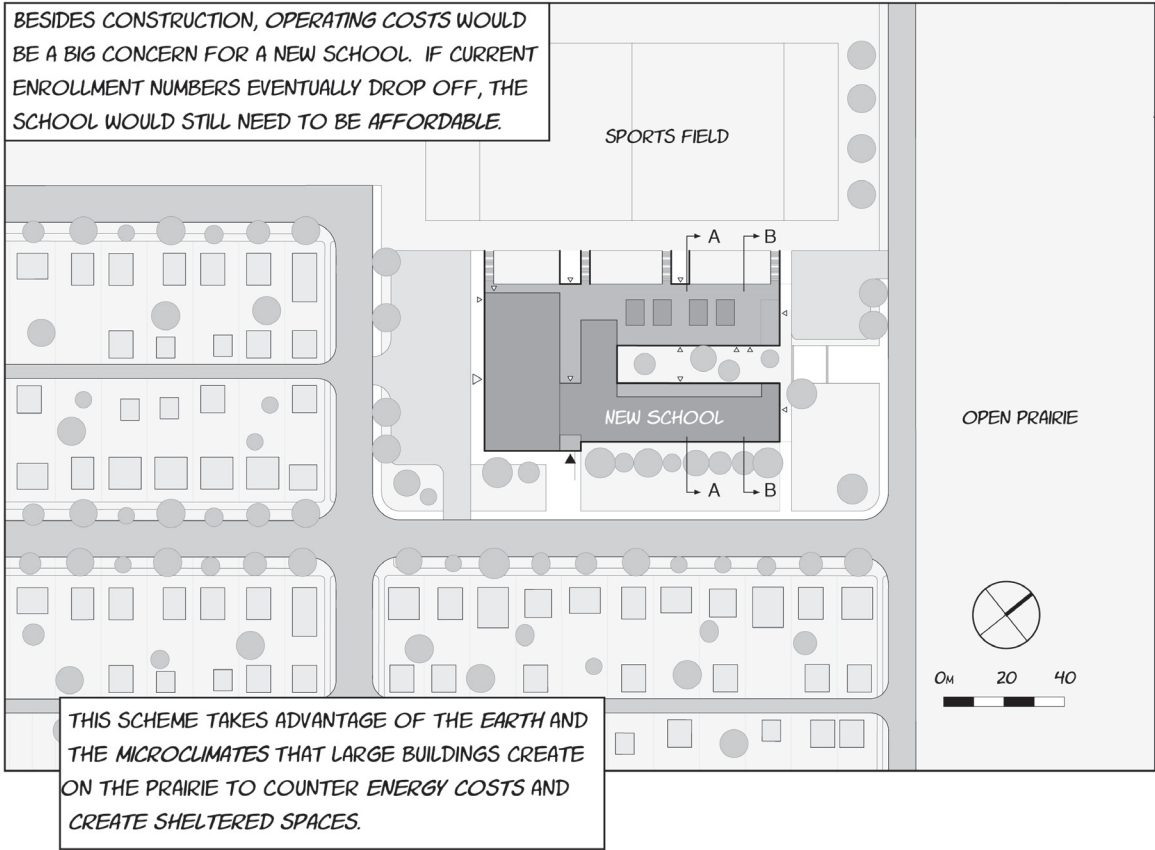 BESIDES CONSTRUCTION, OPERATING COSTS WOULD
BE A BIG CONCERN FOR A NEW SCHOOL. IF CURRENT
ENROLLMENT NUMBERS EVENTUALLY DROP OFF, THE
SCHOOL WOULD STILL NEED TO BE AFFORDABLE.
SPORTS FIELD
A B
NEW SCHOOL
OPEN PRAIRIE
A B
0M 20 40
THIS SCHEME TAKES ADVANTAGE OF THE EARTH AND
THE MICROCLIMATES THAT LARGE BUILDINGS CREATE
ON THE PRAIRIE TO COUNTER ENERGY COSTS AND
CREATE SHELTERED SPACES.